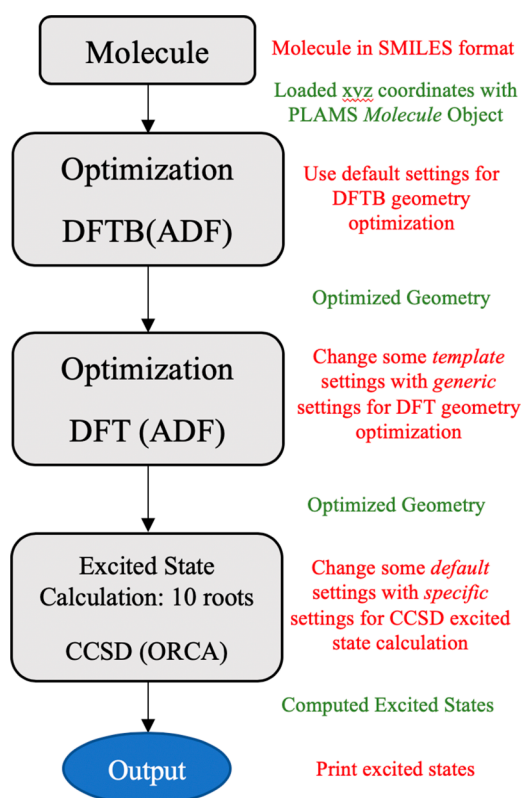 Molecule
Molecule in SMILES format
Loaded xyz coordinates with
PLAMS Molecule Object
Optimization
DFTB(ADF)
Use default settings for
DFTB geometry
optimization
Optimized Geometry
Optimization
DFT (ADF)
Change some template
settings with generic
settings for DFT geometry
optimization
Optimized Geometry
Excited State
Calculation: 10 roots
CCSD (ORCA)
Change some default
settings with specific
settings for CCSD excited
state calculation
Computed Excited States
Output
Print excited states